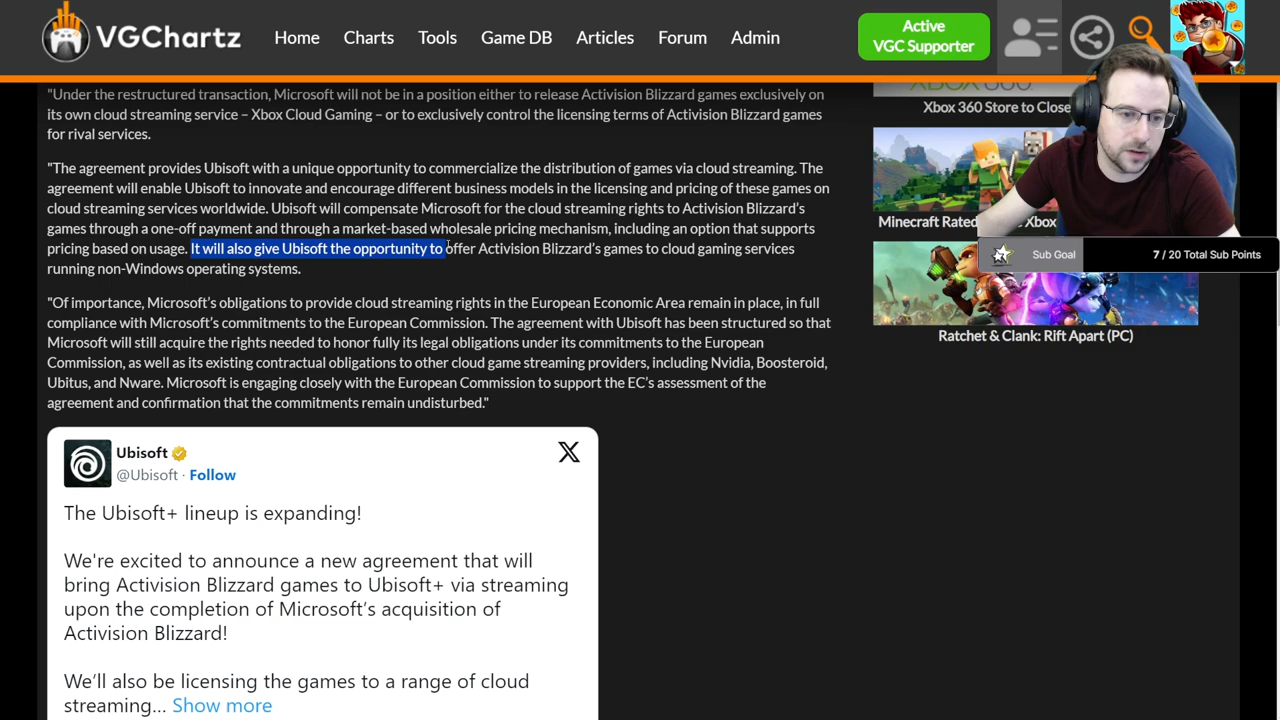 VGCHARTZ
Home Charts Tools Game DB Articles Forum Admin
Active
VGC Supporter
"Under the restructured transaction, Microsoft will not be in a position either to release Activision Blizzard games exclusively on
its own cloud streaming service – Xbox Cloud Gaming – or to exclusively control the licensing terms of Activision Blizzard games
for rival services.
"The agreement provides Ubisoft with a unique opportunity to commercialize the distribution of games via cloud streaming. The
agreement will enable Ubisoft to innovate and encourage different business models in the licensing and pricing of these games on
cloud streaming services worldwide. Ubisoft will compensate Microsoft for the cloud streaming rights to Activision Blizzard's
games through a one-off payment and through a market-based wholesale pricing mechanism, including an option that supports
pricing based on usage. It will also give Ubisoft the opportunity to offer Activision Blizzard's games to cloud gaming services
running non-Windows operating systems.
"Of importance, Microsoft's obligations to provide cloud streaming rights in the European Economic Area remain in place, in full
compliance with Microsoft's commitments to the European Commission. The agreement with Ubisoft has been structured so that
Microsoft will still acquire the rights needed to honor fully its legal obligations under its commitments to the European
Commission, as well as its existing contractual obligations to other cloud game streaming providers, including Nvidia, Boosteroid,
Ubitus, and Nware. Microsoft is engaging closely with the European Commission to support the EC's assessment of the
agreement and confirmation that the commitments remain undisturbed."
Ubisoft
@Ubisoft · Follow
The Ubisoft+ lineup is expanding!
We're excited to announce a new agreement that will
bring Activision Blizzard games to Ubisoft+ via streaming
upon the completion of Microsoft's acquisition of
Activision Blizzard!
We'll also be licensing the games to a range of cloud
streaming... Show more
Xbox 360 Store to Close
Minecraft Rated Xbox
Sub Goal 7 / 20 Total Sub Points
Ratchet & Clank: Rift Apart (PC)